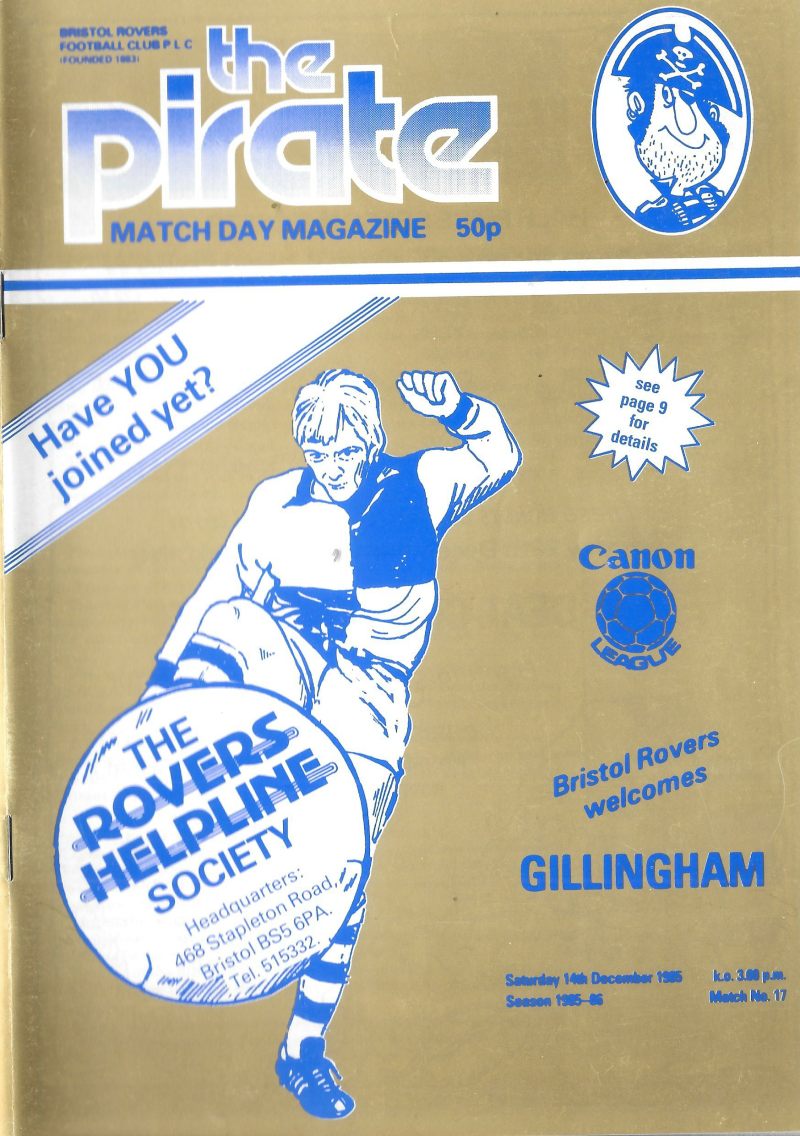 BRISTOL ROVERS
FOOTBALL CLUB P L C
(FOUNDED 1883)
the
pirate
MATCH DAY MAGAZINE 50p
Have YOU
joined yet?
see
page 9
for
details
Canon
LEAGUE
THE
ROVERS
HELPLINE
SOCIETY
Headquarters:
468 Stapleton Road,
Bristol BS5 6PA.
Tel. 515332.
Bristol Rovers
welcomes
GILLINGHAM
Saturday 14th December 1985 k.o. 3.00 p.m.
Season 1985–86 Match No. 17